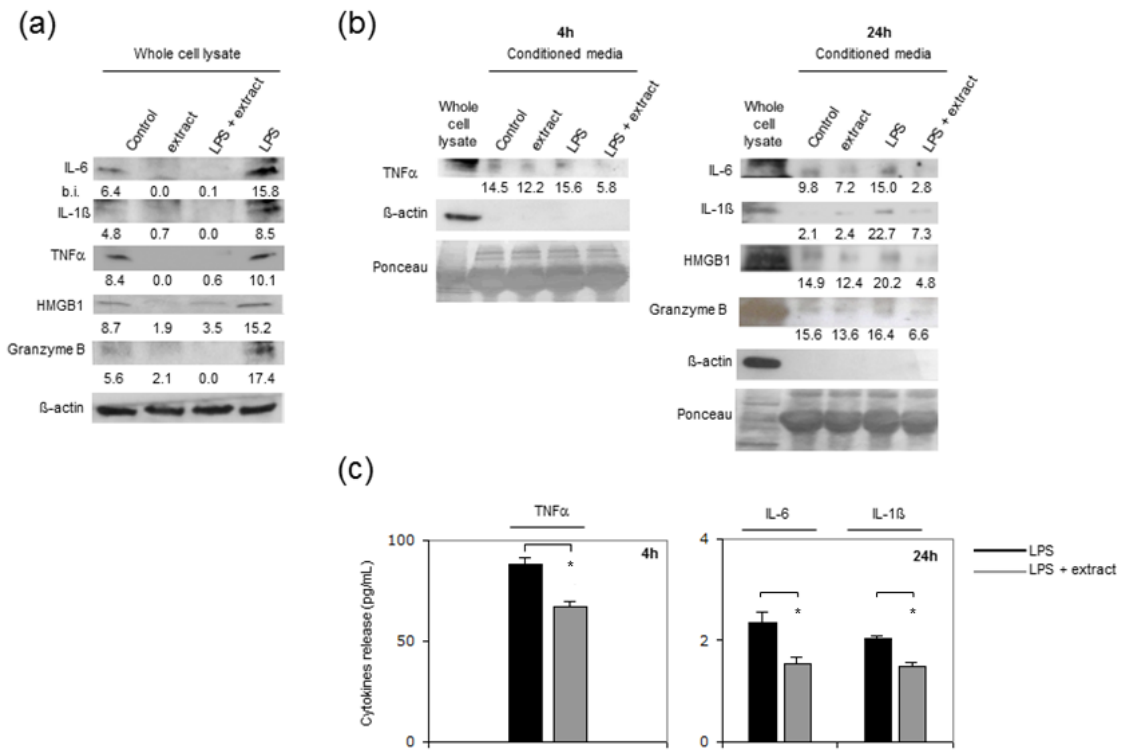 (a)
Whole cell lysate
Control
extract
LPS + extract
LPS
IL-6
b.i.
6.4 0.0 0.1 15.8
IL-1ß
4.8 0.7 0.0 8.5
TNFα
8.4 0.0 0.6 10.1
HMGB1
8.7 1.9 3.5 15.2
Granzyme B
5.6 2.1 0.0 17.4
ß-actin
(b)
4h
Conditioned media
Whole
cell
lysate
Control
extract
LPS
LPS + extract
TNFα
14.5 12.2 15.6 5.8
ß-actin
Ponceau
24h
Conditioned media
Whole
cell
lysate
Control
extract
LPS
LPS + extract
IL-6
9.8 7.2 15.0 2.8
IL-1ß
2.1 2.4 22.7 7.3
HMGB1
14.9 12.4 20.2 4.8
Granzyme B
15.6 13.6 16.4 6.6
ß-actin
Ponceau
(c)
Cytokines release (pg/mL)
TNFα
100
50
0
4h
*
IL-6 IL-1ß
4
2
0
24h
* *
LPS
LPS + extract